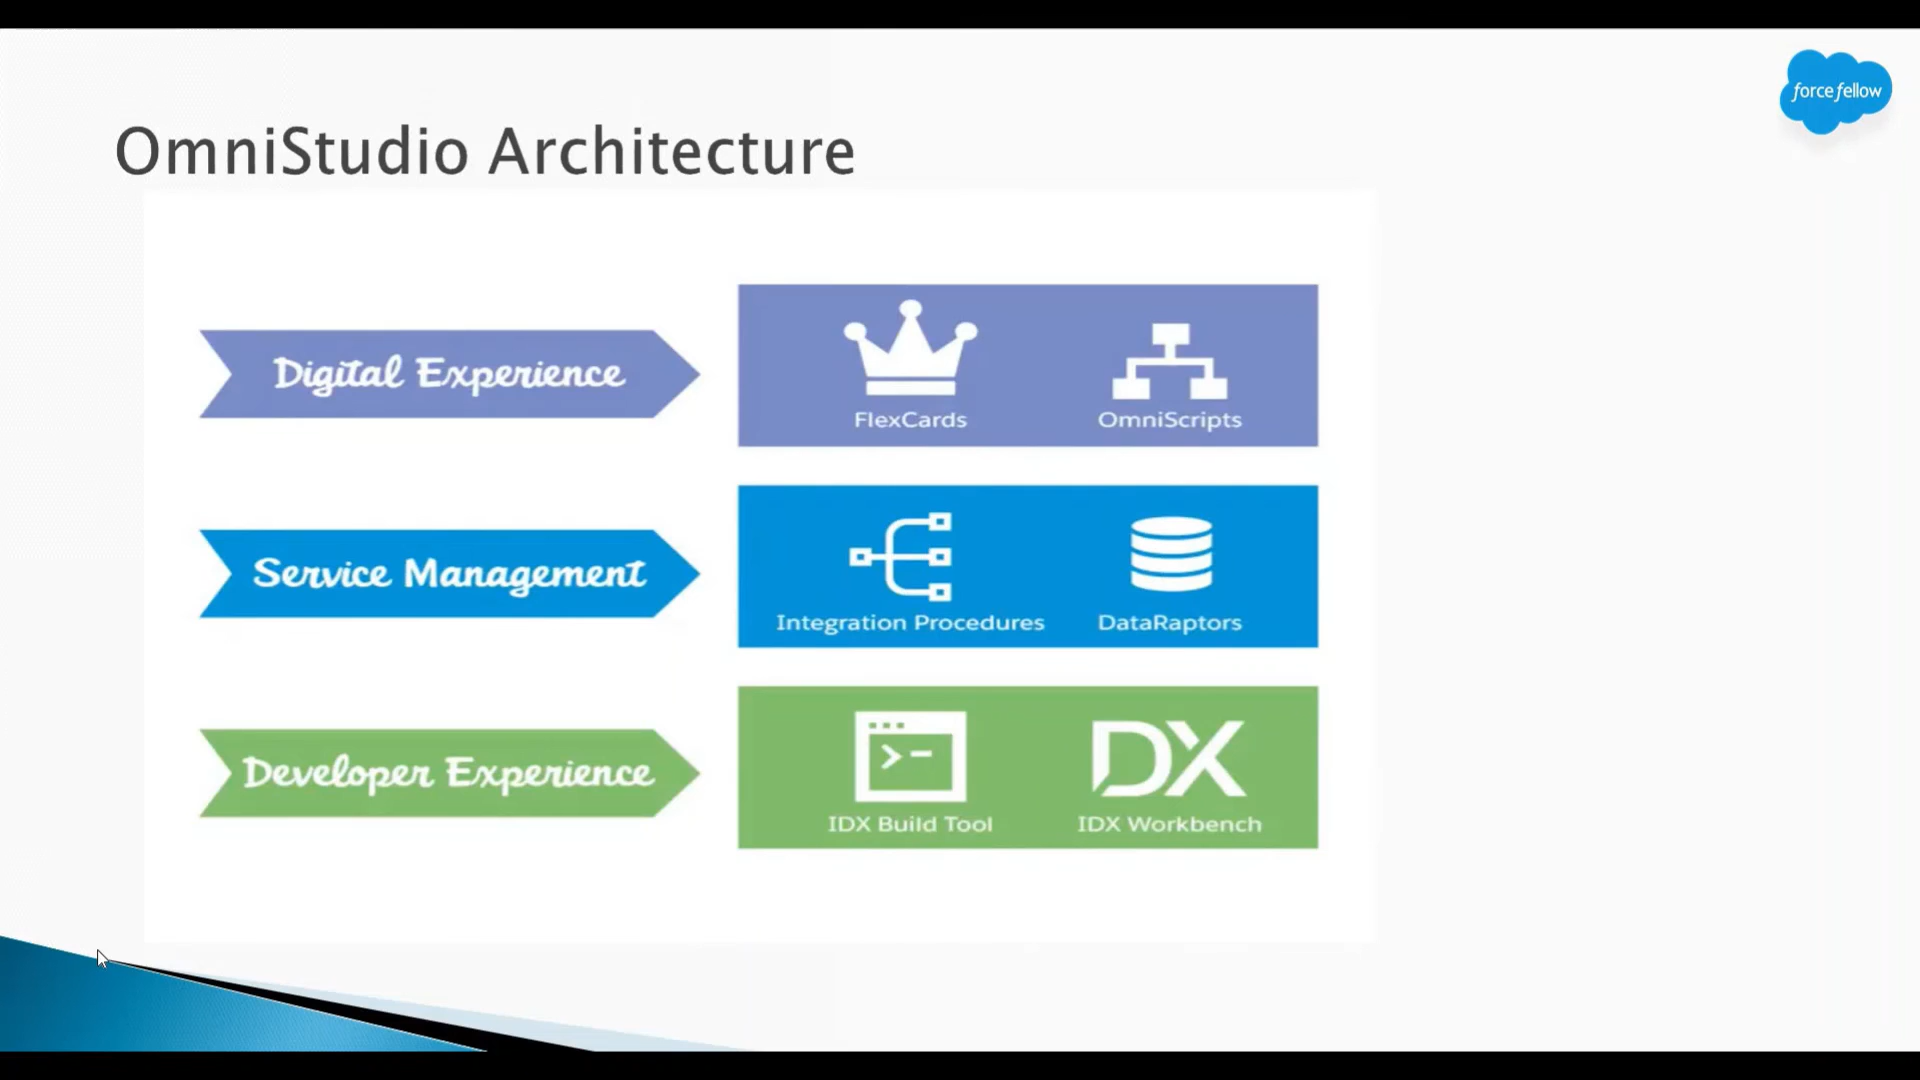 force fellow
OmniStudio Architecture
Digital Experience
FlexCards
OmniScripts
Service Management
Integration Procedures
DataRaptors
Developer Experience
DX
IDX Build Tool
IDX Workbench